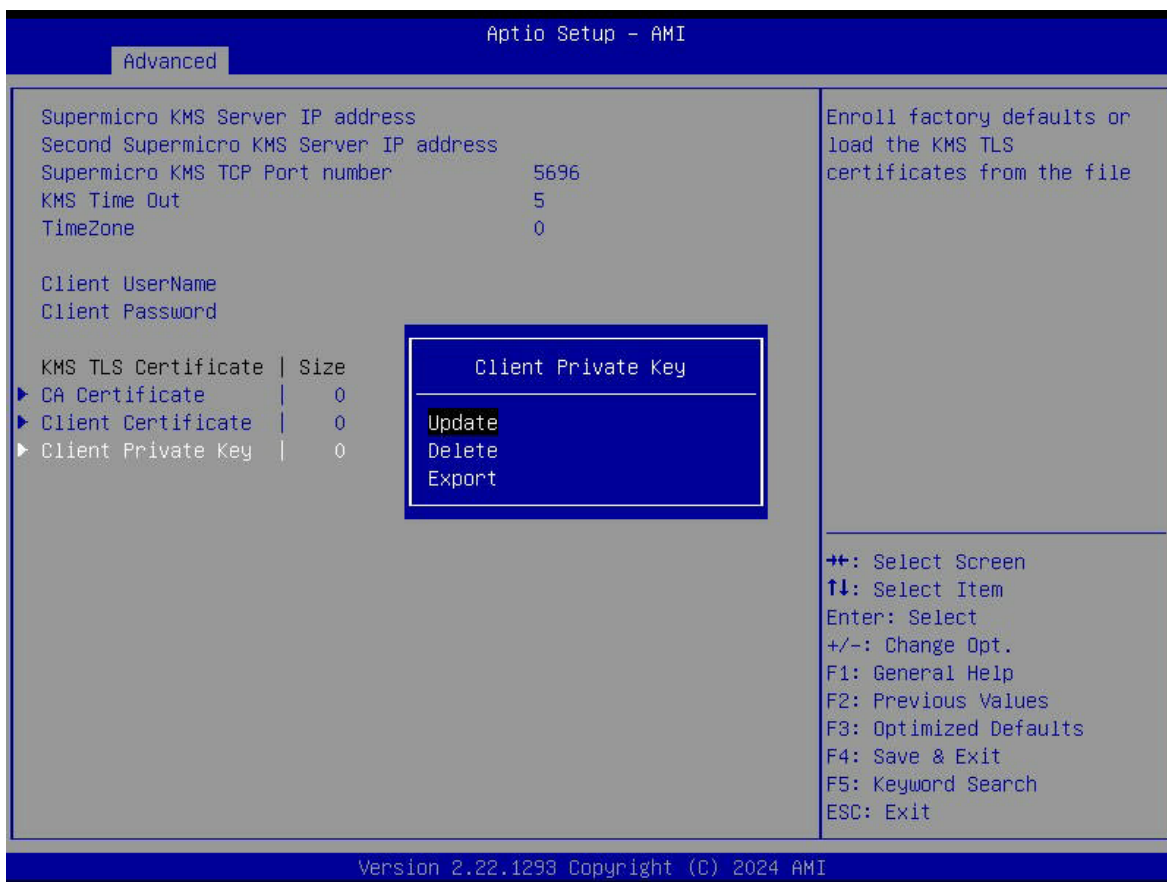 Aptio Setup – AMI
Advanced
Supermicro KMS Server IP address
Second Supermicro KMS Server IP address
Supermicro KMS TCP Port number 5696
KMS Time Out 5
TimeZone 0
Client UserName
Client Password
KMS TLS Certificate | Size
CA Certificate | 0
Client Certificate | 0
Client Private Key | 0
Client Private Key
Update
Delete
Export
Enroll factory defaults or
load the KMS TLS
certificates from the file
→←: Select Screen
↑↓: Select Item
Enter: Select
+/-: Change Opt.
F1: General Help
F2: Previous Values
F3: Optimized Defaults
F4: Save & Exit
F5: Keyword Search
ESC: Exit
Version 2.22.1293 Copyright (C) 2024 AMI